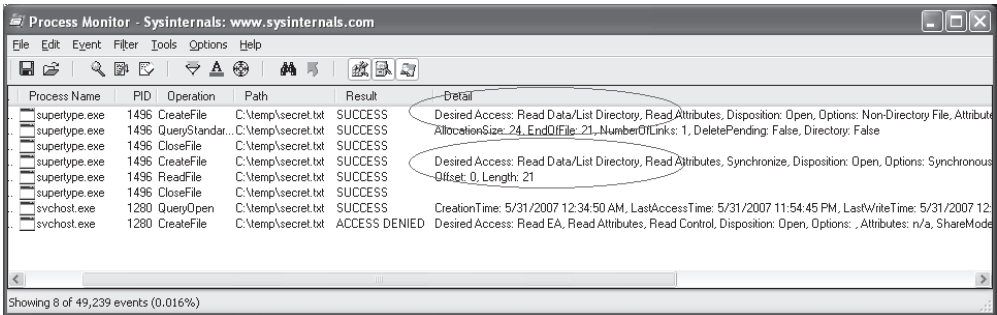 Process Monitor - Sysinternals: www.sysinternals.com
File Edit Event Filter Tools Options Help
Process Name PID Operation Path Result Detail
supertype.exe 1496 CreateFile C:\temp\secret.txt SUCCESS Desired Access: Read Data/List Directory, Read Attributes, Disposition: Open, Options: Non-Directory File, Attribute
supertype.exe 1496 QueryStandar... C:\temp\secret.txt SUCCESS AllocationSize: 24, EndOfFile: 21, NumberOfLinks: 1, DeletePending: False, Directory: False
supertype.exe 1496 CloseFile C:\temp\secret.txt SUCCESS
supertype.exe 1496 CreateFile C:\temp\secret.txt SUCCESS Desired Access: Read Data/List Directory, Read Attributes, Synchronize, Disposition: Open, Options: Synchronous
supertype.exe 1496 ReadFile C:\temp\secret.txt SUCCESS Offset: 0, Length: 21
supertype.exe 1496 CloseFile C:\temp\secret.txt SUCCESS
svchost.exe 1280 QueryOpen C:\temp\secret.txt SUCCESS CreationTime: 5/31/2007 12:34:50 AM, LastAccessTime: 5/31/2007 11:54:45 PM, LastWriteTime: 5/31/2007 12:
svchost.exe 1280 CreateFile C:\temp\secret.txt ACCESS DENIED Desired Access: Read EA, Read Attributes, Read Control, Disposition: Open, Options: , Attributes: n/a, ShareMode
Showing 8 of 49,239 events (0.016%)